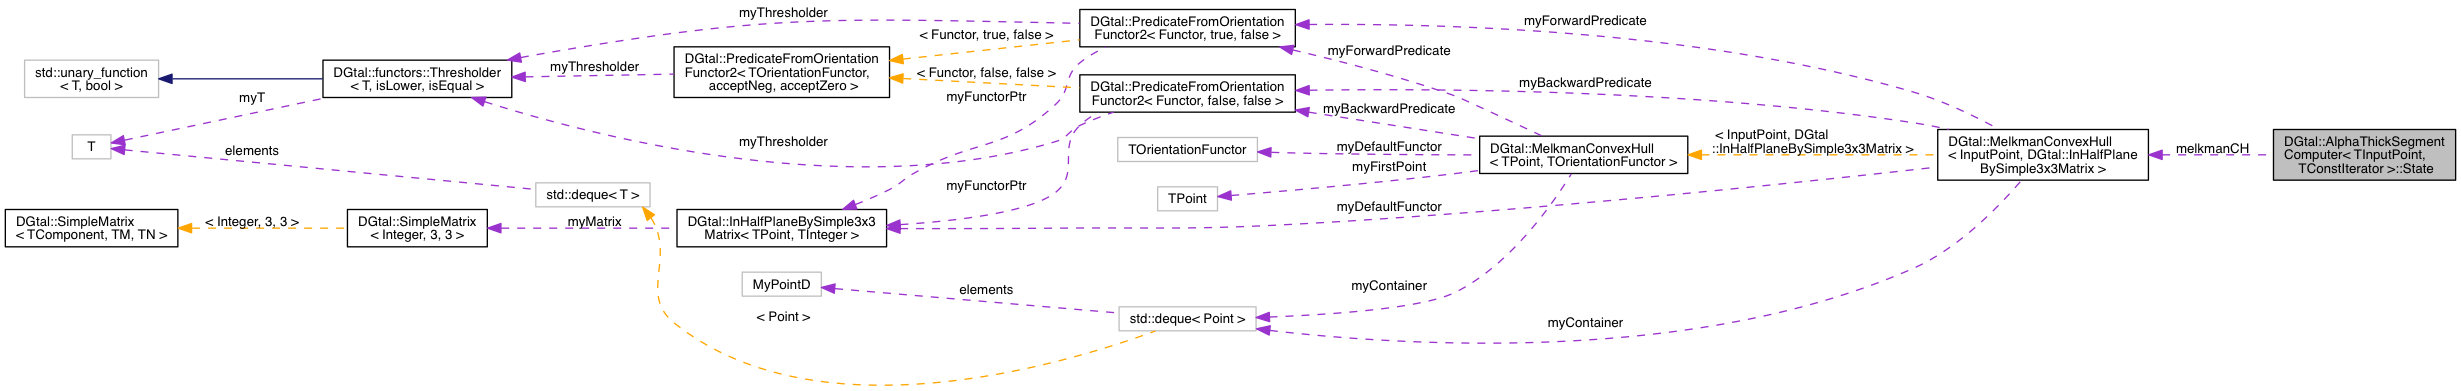 myThresholder
DGtal::PredicateFromOrientation
Functor2< Functor, true, false >
myForwardPredicate
< Functor, true, false >
myForwardPredicate
std::unary_function
< T, bool >
DGtal::functors::Thresholder
< T, isLower, isEqual >
myThresholder
DGtal::PredicateFromOrientation
Functor2< TOrientationFunctor,
acceptNeg, acceptZero >
< Functor, false, false >
DGtal::PredicateFromOrientation
Functor2< Functor, false, false >
myBackwardPredicate
myT
myFunctorPtr
myBackwardPredicate
T
elements
myThresholder
TOrientationFunctor
myDefaultFunctor
DGtal::MelkmanConvexHull
< TPoint, TOrientationFunctor >
< InputPoint, DGtal
::InHalfPlaneBySimple3x3Matrix >
DGtal::MelkmanConvexHull
< InputPoint, DGtal::InHalfPlane
BySimple3x3Matrix >
melkmanCH
DGtal::AlphaThickSegment
Computer< TInputPoint,
TConstIterator >::State
myFirstPoint
std::deque< T >
myFunctorPtr
TPoint
myDefaultFunctor
DGtal::SimpleMatrix
< TComponent, TM, TN >
< Integer, 3, 3 >
DGtal::SimpleMatrix
< Integer, 3, 3 >
myMatrix
DGtal::InHalfPlaneBySimple3x3
Matrix< TPoint, TInteger >
MyPointD
elements
myContainer
< Point >
std::deque< Point >
myContainer